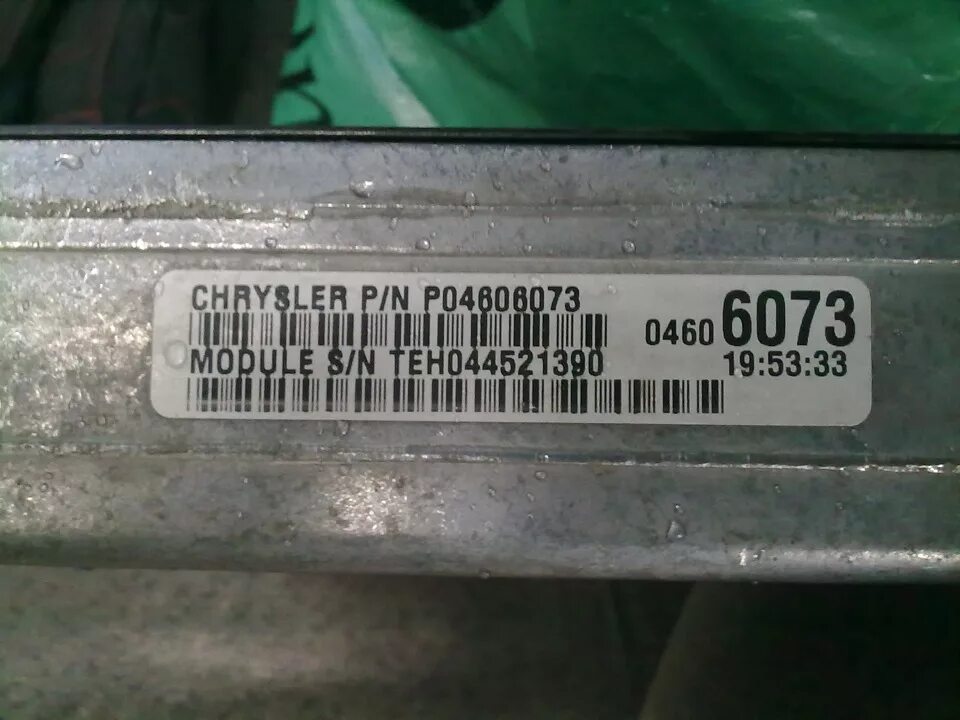 CHRYSLER P/N P04606073
0460 6073
MODULE S/N TEH044521390
19:53:33